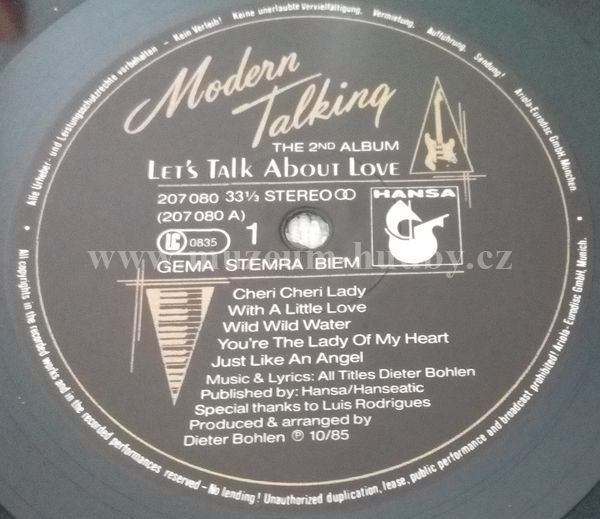 Alle Urheber- und Leistungsschutzrechte vorbehalten – Kein Verleih! Keine unerlaubte Vervielfältigung, Vermietung, Aufführung, Sendung! Ariola-Eurodisc GmbH, München
Modern
Talking
THE 2ND ALBUM
LET'S TALK ABOUT LOVE
207 080 33⅓ STEREO
(207 080 A)
HANSA
LC 0835
1
GEMA STEMRA BIEM
www.muzeum-hudby.cz
Cheri Cheri Lady
With A Little Love
Wild Wild Water
You're The Lady Of My Heart
Just Like An Angel
Music & Lyrics: All Titles Dieter Bohlen
Published by: Hansa/Hanseatic
Special thanks to Luis Rodrigues
Produced & arranged by
Dieter Bohlen ℗ 10/85
All copyrights in the recorded works and in the recorded performances reserved – No lending! Unauthorized duplication, lease, public performance and broadcast prohibited! Ariola-Eurodisc GmbH, Munich.